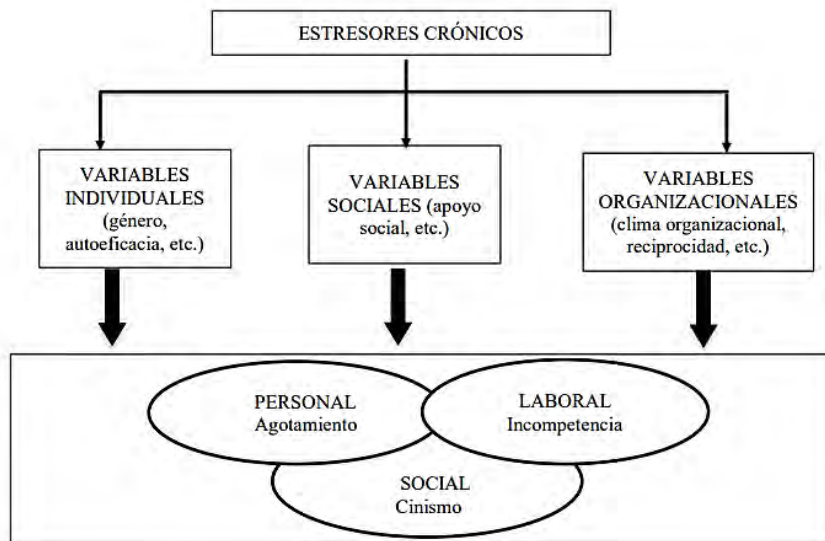 ESTRESORES CRÓNICOS
VARIABLES
INDIVIDUALES
(género,
autoeficacia, etc.)
VARIABLES
SOCIALES (apoyo
social, etc.)
VARIABLES
ORGANIZACIONALES
(clima organizacional,
reciprocidad, etc.)
PERSONAL
Agotamiento
LABORAL
Incompetencia
SOCIAL
Cinismo